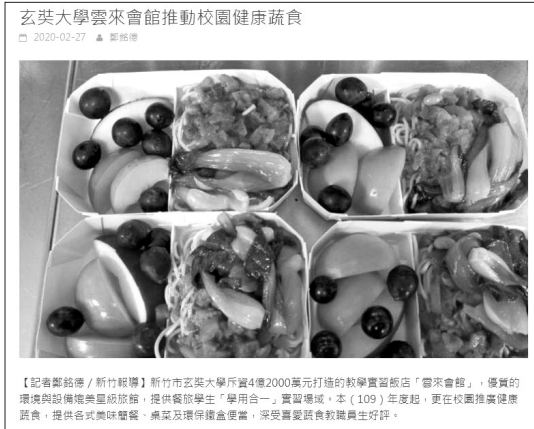 玄奘大學雲來會館推動校園健康蔬食
2020-02-27 鄭銘德
【記者鄭銘德/新竹報導】新竹市玄奘大學斥資4億2000萬元打造的教學實習飯店「雲來會館」,優質的
環境與設備媲美星級旅館,提供餐旅學生「學用合一」實習場域。本(109)年度起,更在校園推廣健康
蔬食,提供各式美味簡餐、桌菜及環保鐵盒便當,深受喜愛蔬食教職員生好評。